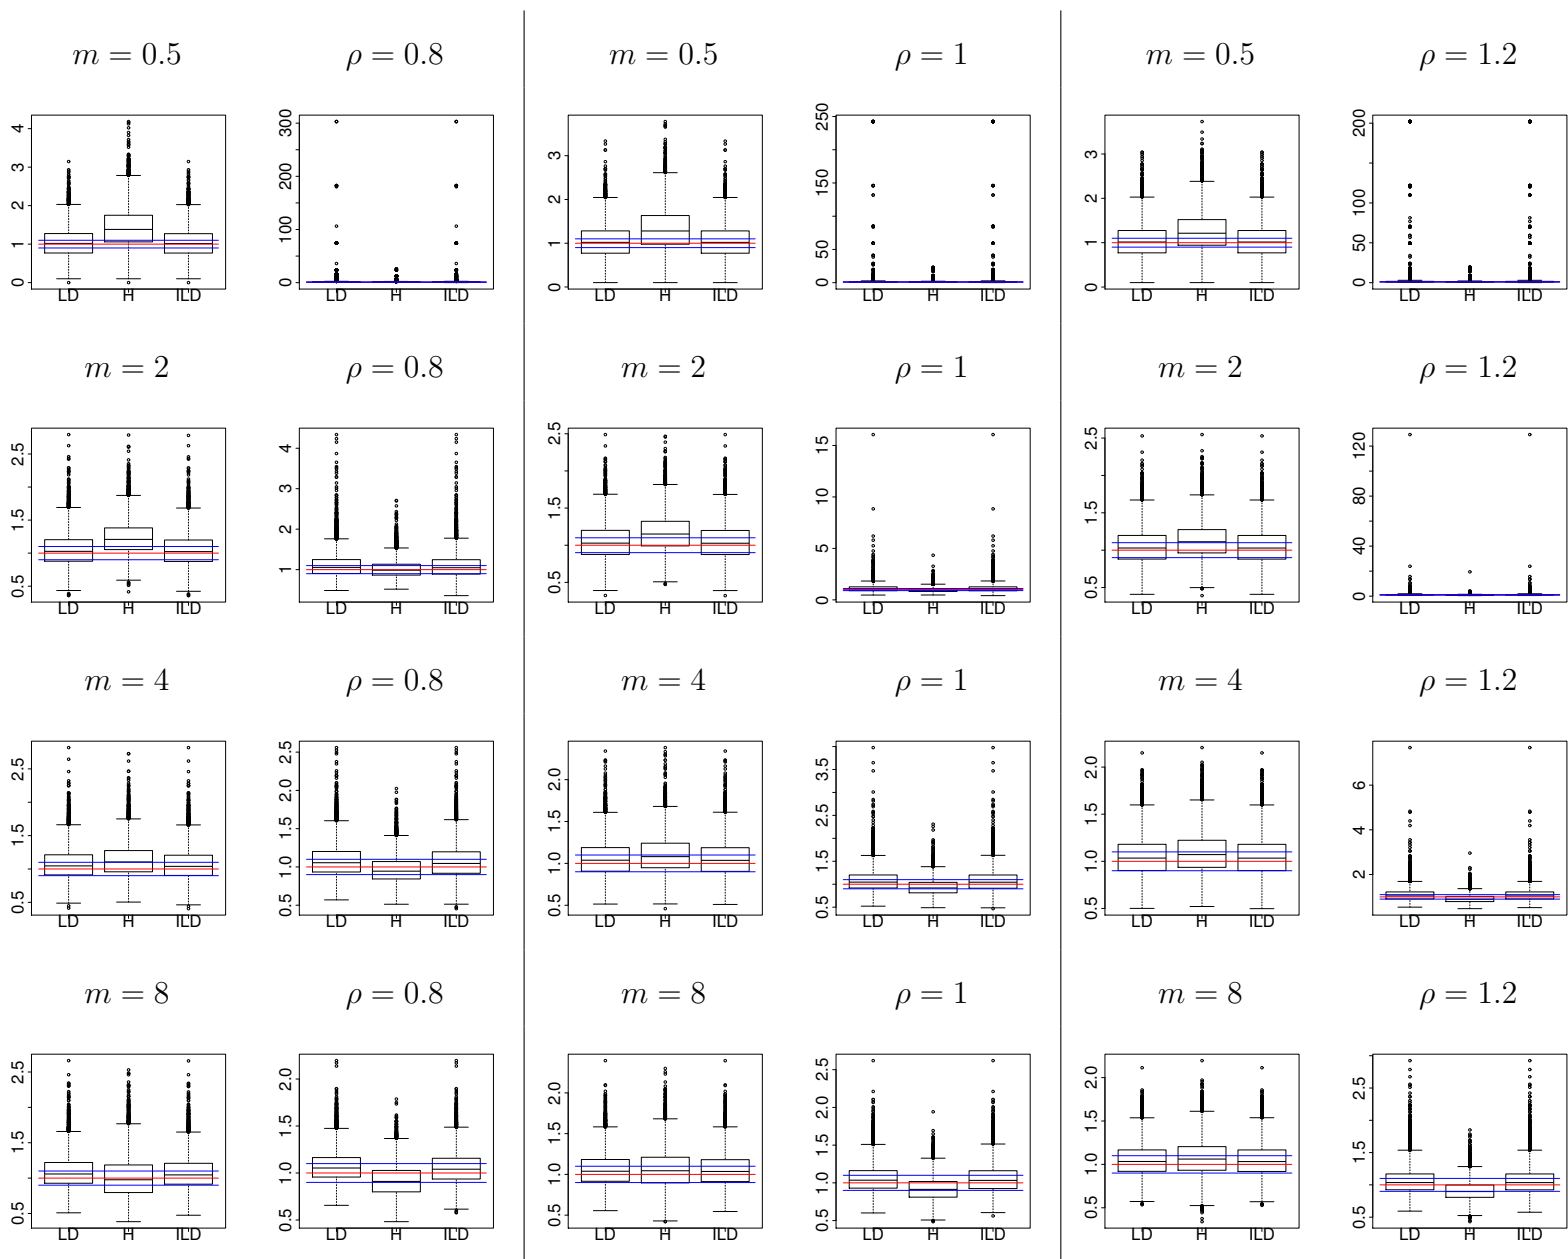 m = 0.5 ρ = 0.8 m = 0.5 ρ = 1 m = 0.5 ρ = 1.2
4 3 2 1 0
LD H ILD
300 200 100 0
LD H ILD
3 2 1 0
LD H ILD
250 150 50 0
LD H ILD
3 2 1 0
LD H ILD
200 100 50 0
LD H ILD
m = 2 ρ = 0.8 m = 2 ρ = 1 m = 2 ρ = 1.2
2.5 1.5 0.5
LD H ILD
4 3 2 1
LD H ILD
2.5 1.5 0.5
LD H ILD
15 10 5 0
LD H ILD
2.5 1.5 0.5
LD H ILD
120 80 40 0
LD H ILD
m = 4 ρ = 0.8 m = 4 ρ = 1 m = 4 ρ = 1.2
2.5 1.5 0.5
LD H ILD
2.5 2.0 1.5 1.0 0.5
LD H ILD
2.0 1.5 1.0 0.5
LD H ILD
3.5 2.5 1.5 0.5
LD H ILD
2.0 1.5 1.0 0.5
LD H ILD
6 4 2
LD H ILD
m = 8 ρ = 0.8 m = 8 ρ = 1 m = 8 ρ = 1.2
2.5 1.5 0.5
LD H ILD
2.0 1.5 1.0 0.5
LD H ILD
2.0 1.5 1.0 0.5
LD H ILD
2.5 2.0 1.5 1.0 0.5
LD H ILD
2.0 1.5 1.0 0.5
LD H ILD
2.5 1.5 0.5
LD H ILD